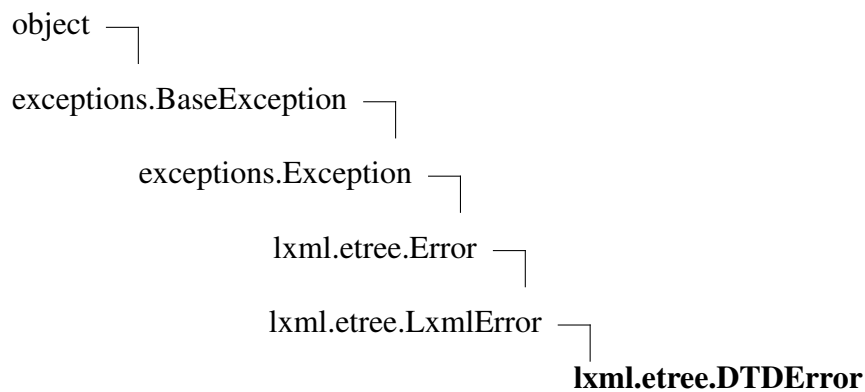 object
exceptions.BaseException
exceptions.Exception
lxml.etree.Error
lxml.etree.LxmlError
lxml.etree.DTDError